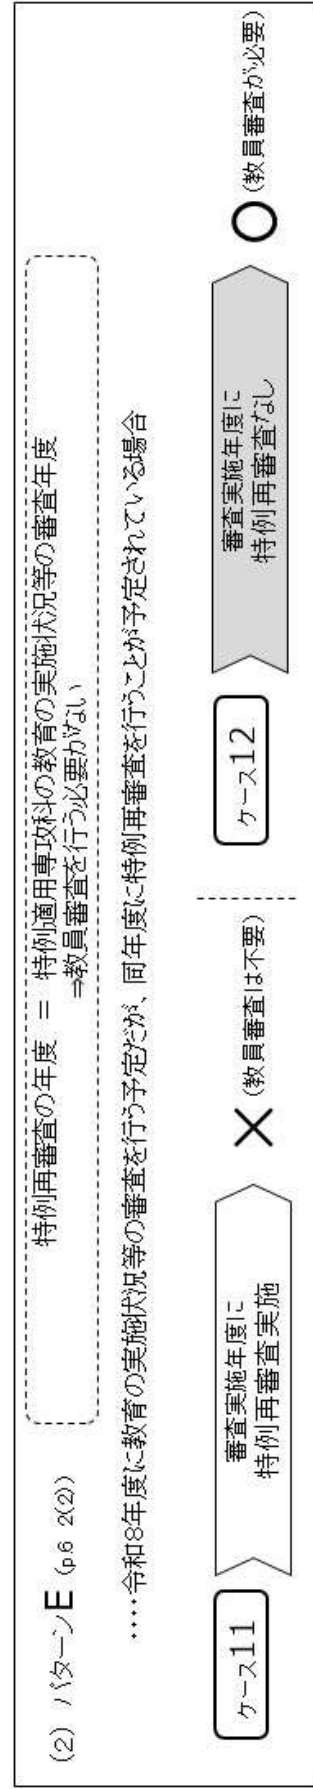 (2) パターンE (p.6 2(2))
特例再審査の年度 ＝ 特例適用専攻科の教育の実施状況等の審査年度
⇒教員審査を行う必要がない
‥‥‥令和8年度に教育の実施状況等の審査を行う予定だが、同年度に特例再審査を行うことが予定されている場合
ケース11
審査実施年度に
特例再審査実施
×
(教員審査は不要)
ケース12
審査実施年度に
特例再審査なし
○
(教員審査が必要)